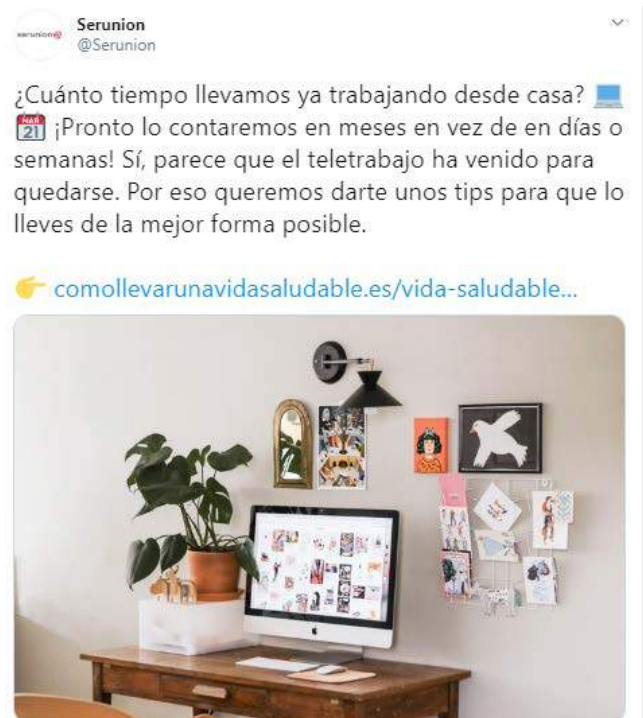 serunion
Serunion
@Serunion
¿Cuánto tiempo llevamos ya trabajando desde casa? 💻
📅 ¡Pronto lo contaremos en meses en vez de en días o
semanas! Sí, parece que el teletrabajo ha venido para
quedarse. Por eso queremos darte unos tips para que lo
lleves de la mejor forma posible.
👉 comollevarunavidasaludable.es/vida-saludable...